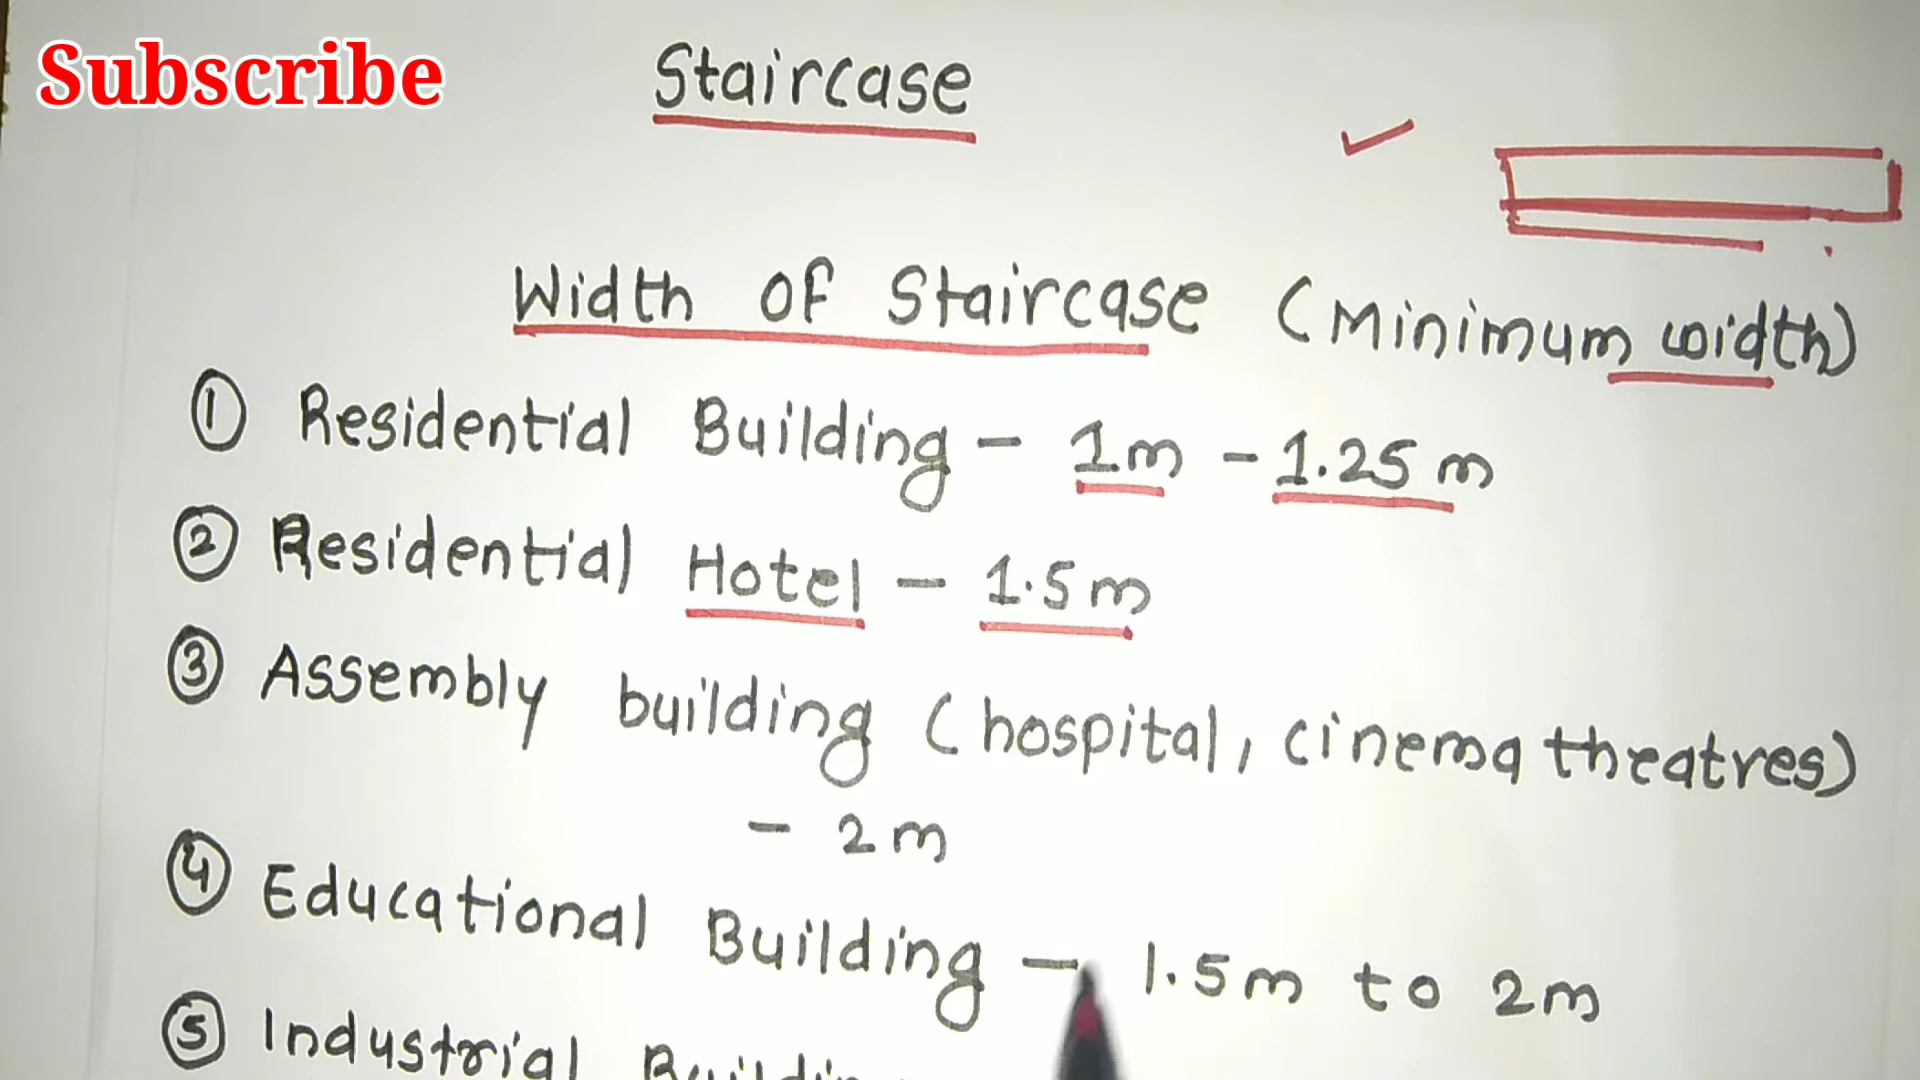 Subscribe
Staircase
Width of Staircase (Minimum width)
① Residential Building - 1m - 1.25 m
② Residential Hotel - 1.5m
③ Assembly building (hospital, cinema theatres)
- 2m
④ Educational Building - 1.5m to 2m
⑤ Industrial Building